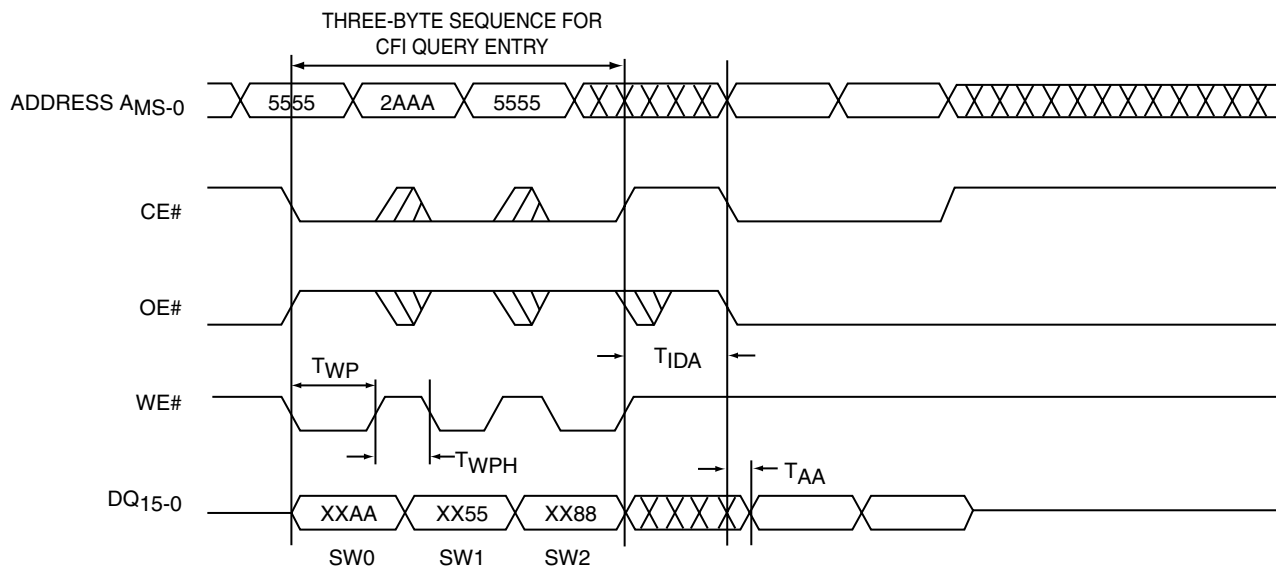 THREE-BYTE SEQUENCE FOR
CFI QUERY ENTRY
ADDRESS AMS-0
5555 2AAA 5555
CE#
OE#
TWP
TIDA
WE#
TWPH
TAA
DQ15-0
XXAA XX55 XX88
SW0 SW1 SW2